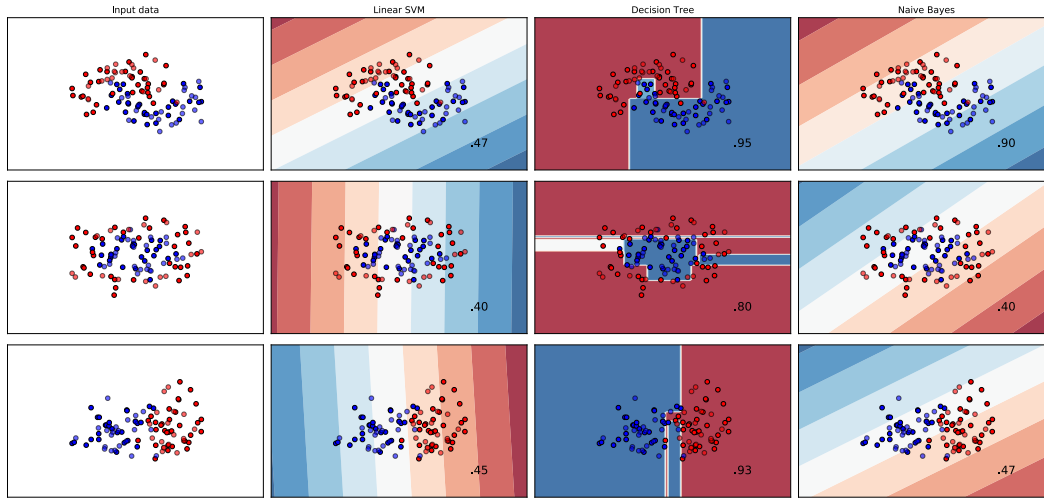 Input data
Linear SVM
Decision Tree
Naive Bayes
.47
.95
.90
.40
.80
.40
.45
.93
.47